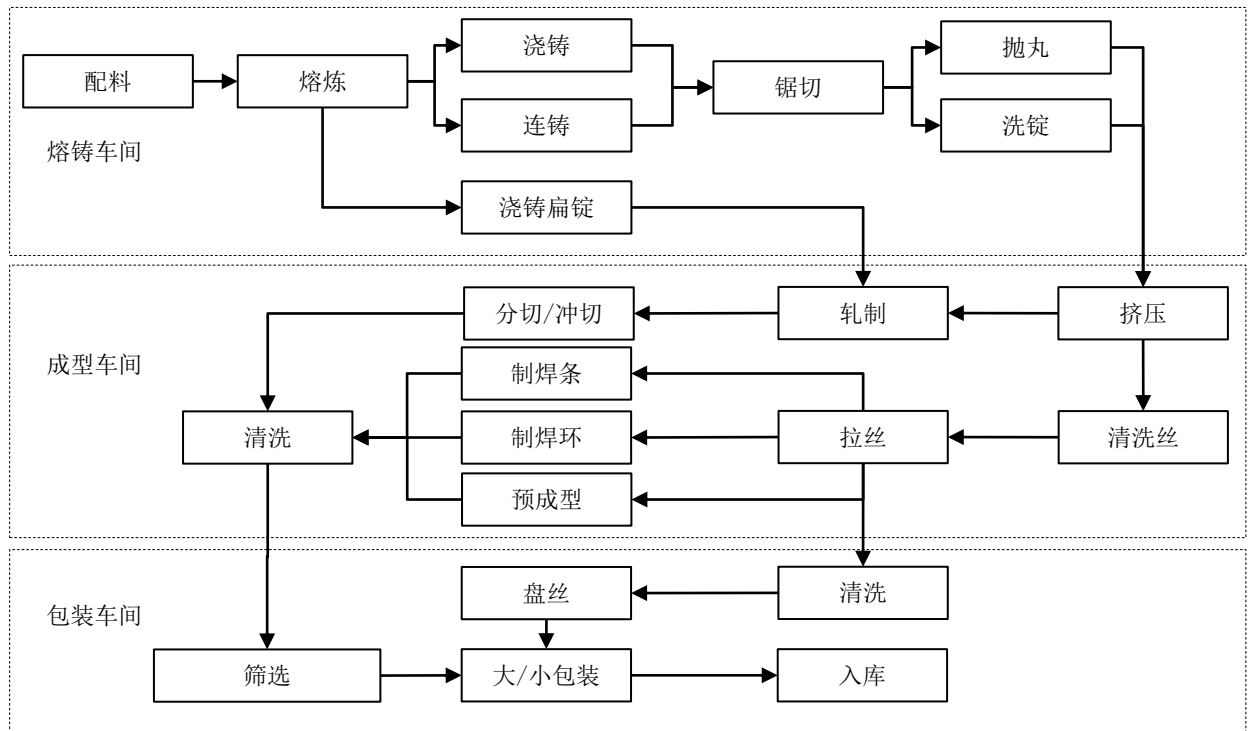 浇铸
抛丸
配料
熔炼
锯切
连铸
洗锭
熔铸车间
浇铸扁锭
分切/冲切
轧制
挤压
成型车间
制焊条
清洗
制焊环
拉丝
清洗丝
预成型
盘丝
清洗
包装车间
筛选
大/小包装
入库